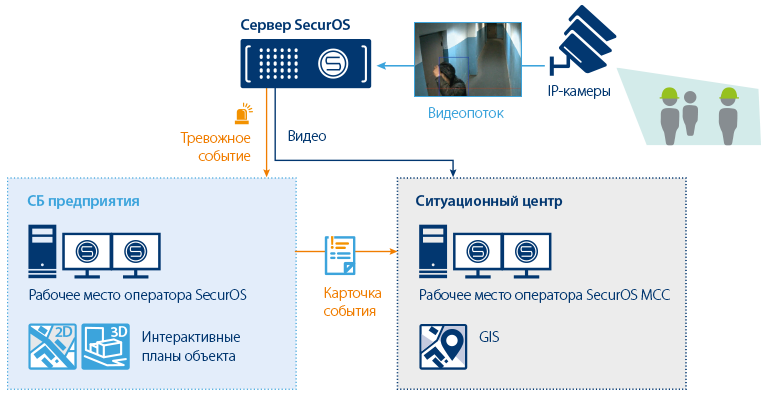 Сервер SecurOS
S
Видеопоток
IP-камеры
Тревожное
событие
Видео
СБ предприятия
S S
Рабочее место оператора SecurOS
2D 3D
Интерактивные
планы объекта
Карточка
события
Ситуационный центр
S S
Рабочее место оператора SecurOS MCC
GIS